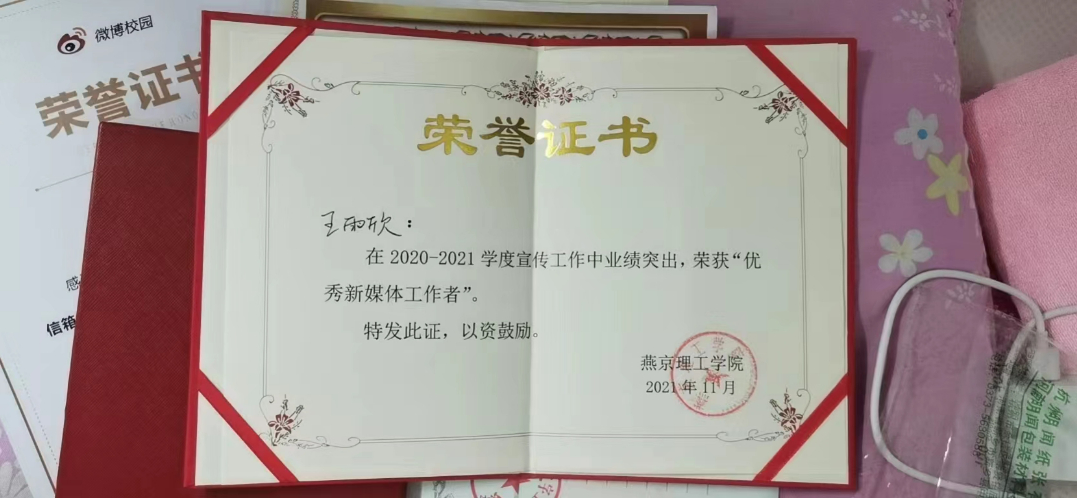 微博校园
荣誉证书
荣誉证书
王雨欣：
在 2020-2021 学度宣传工作中业绩突出，荣获“优
秀新媒体工作者”。
特发此证，以资鼓励。
燕京理工学院
2021 年 11 月
感
信箱